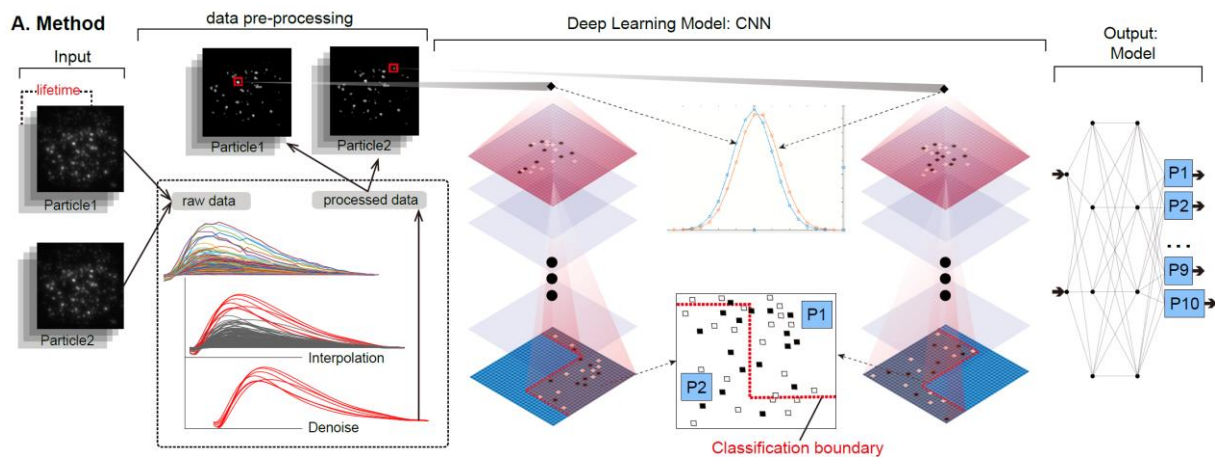 A. Method
data pre-processing
Deep Learning Model: CNN
Output:
Model
Input
lifetime
Particle1
Particle2
Particle1
Particle2
raw data
processed data
Interpolation
Denoise
P1
P2
Classification boundary
P1
P2
...
P9
P10